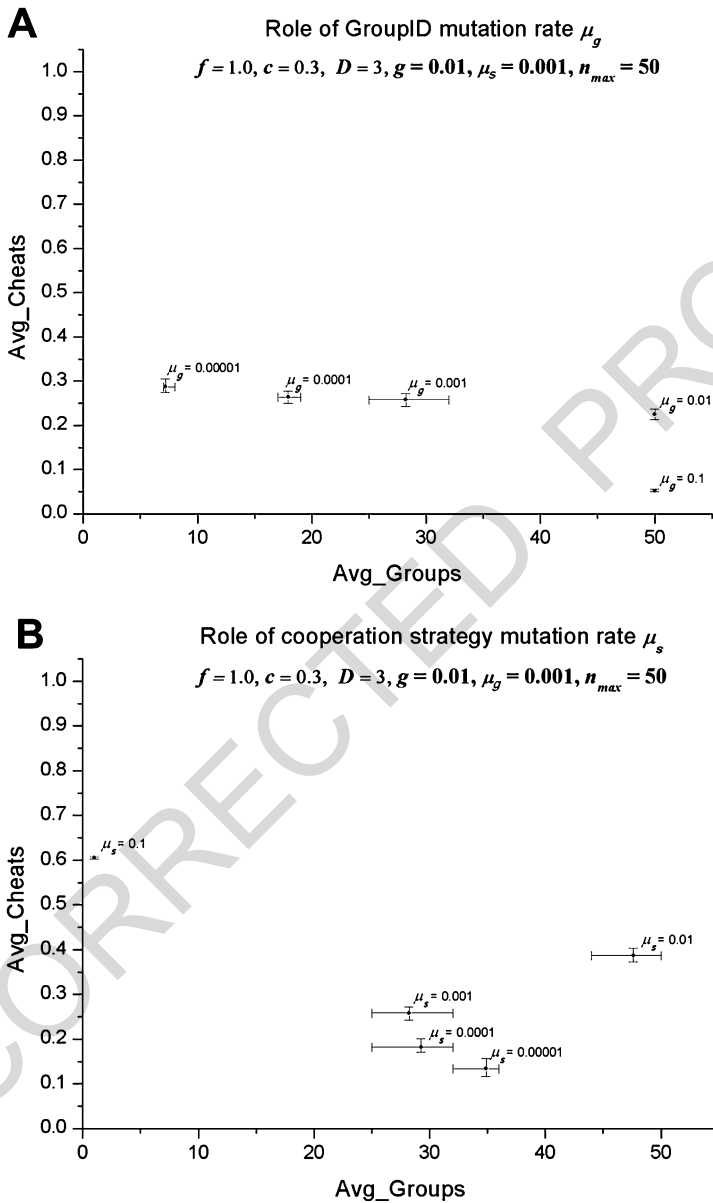 A
Role of GroupID mutation rate μg
f = 1.0, c = 0.3, D = 3, g = 0.01, μs = 0.001, nmax = 50
1.0
0.9
0.8
0.7
0.6
0.5
0.4
0.3
0.2
0.1
0.0
Avg_Cheats
μg = 0.00001
μg = 0.0001
μg = 0.001
μg = 0.01
μg = 0.1
0 10 20 30 40 50
Avg_Groups
B
Role of cooperation strategy mutation rate μs
f = 1.0, c = 0.3, D = 3, g = 0.01, μg = 0.001, nmax = 50
1.0
0.9
0.8
0.7
0.6
0.5
0.4
0.3
0.2
0.1
0.0
Avg_Cheats
μs = 0.1
μs = 0.01
μs = 0.001
μs = 0.0001
μs = 0.00001
0 10 20 30 40 50
Avg_Groups
CORRECTED PRO